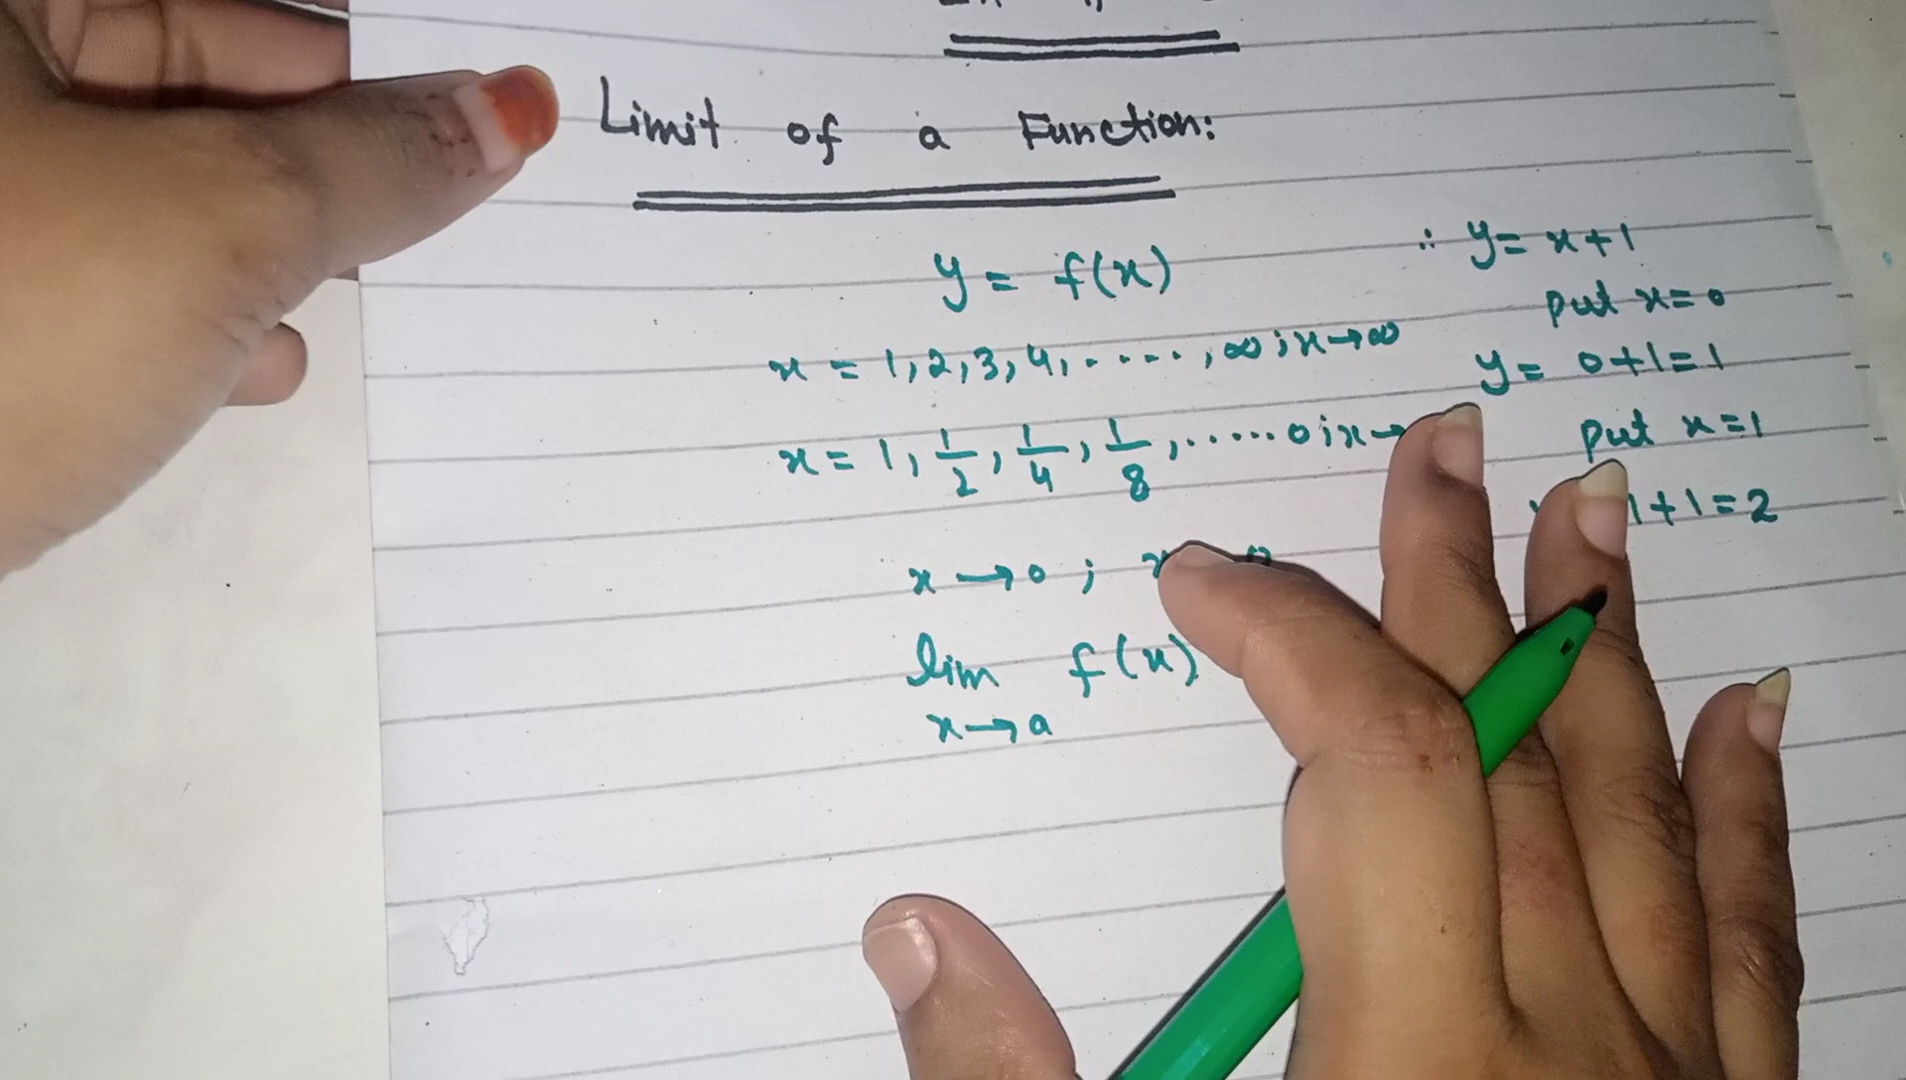 Limit of a Function:
y = f(x)
x = 1, 2, 3, 4, ....., ∞ ; x→∞
x = 1, 1/2, 1/4, 1/8, ......0 ; x→
x→0 ; x
lim f(x)
x→a
∴ y = x+1
put x=0
y = 0+1=1
put x=1
1+1=2